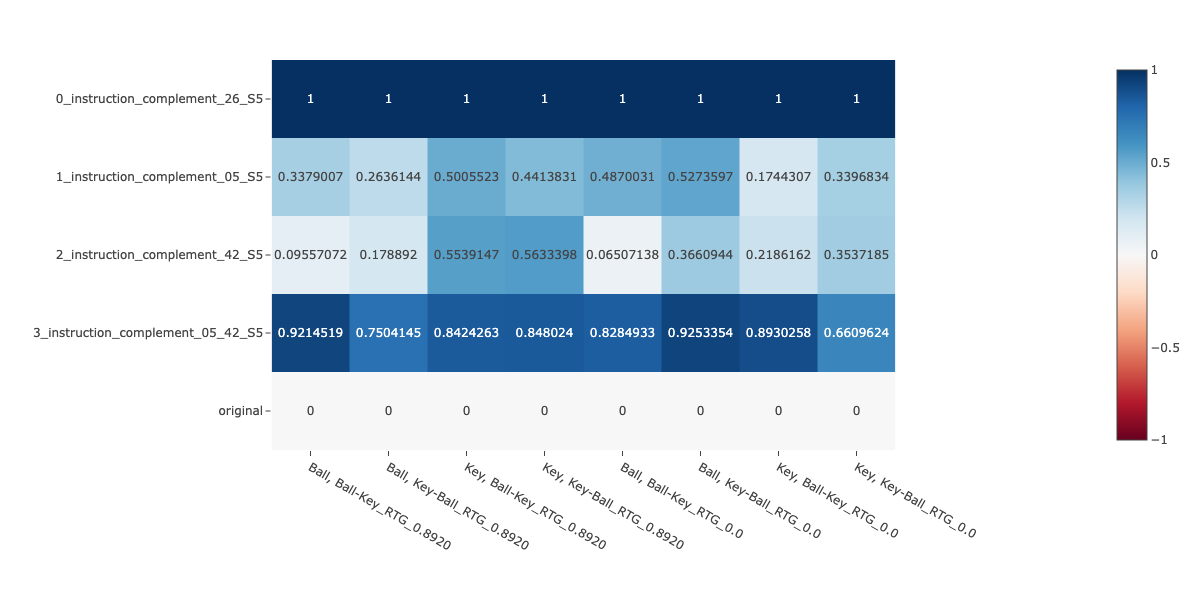 0_instruction_complement_26_S5 1 1 1 1 1 1 1 1
1_instruction_complement_05_S5 0.3379007 0.2636144 0.5005523 0.4413831 0.4870031 0.5273597 0.1744307 0.3396834
2_instruction_complement_42_S5 0.09557072 0.178892 0.5539147 0.5633398 0.06507138 0.3660944 0.2186162 0.3537185
3_instruction_complement_05_42_S5 0.9214519 0.7504145 0.8424263 0.848024 0.8284933 0.9253354 0.8930258 0.6609624
original 0 0 0 0 0 0 0 0
Ball, Ball-Key_RTG_0.8920
Ball, Key-Ball_RTG_0.8920
Key, Ball-Key_RTG_0.8920
Key, Key-Ball_RTG_0.8920
Ball, Ball-Key_RTG_0.0
Ball, Key-Ball_RTG_0.0
Key, Ball-Key_RTG_0.0
Key, Key-Ball_RTG_0.0
1
0.5
0
−0.5
−1